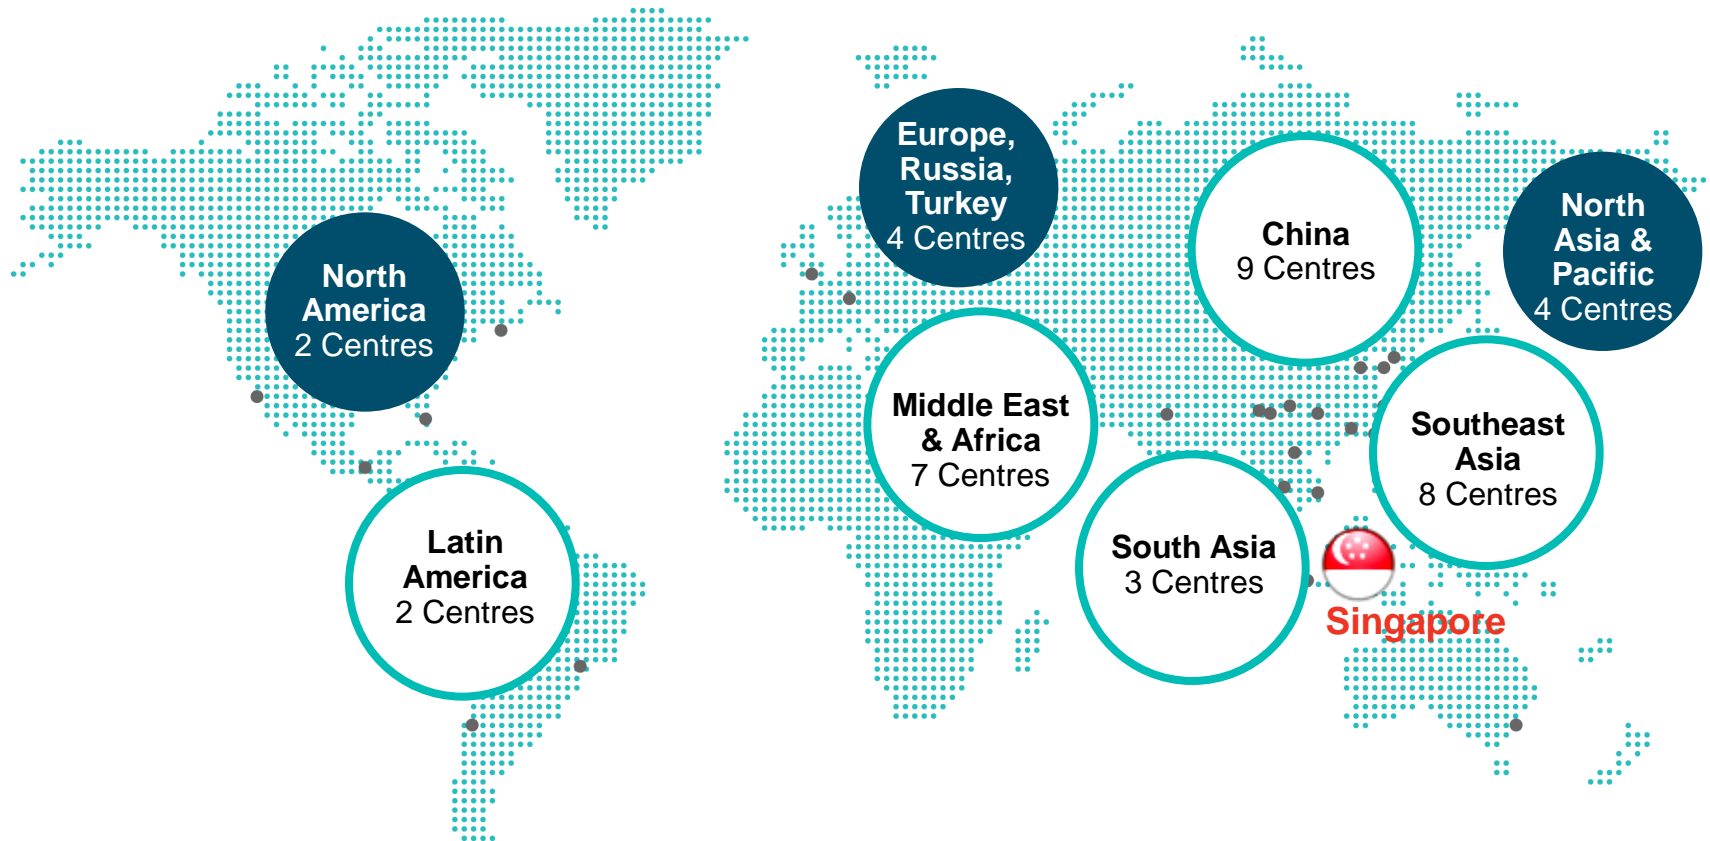 Europe,
Russia,
Turkey
4 Centres
North
America
2 Centres
China
9 Centres
North
Asia &
Pacific
4 Centres
Middle East
& Africa
7 Centres
Southeast
Asia
8 Centres
Latin
America
2 Centres
South Asia
3 Centres
Singapore